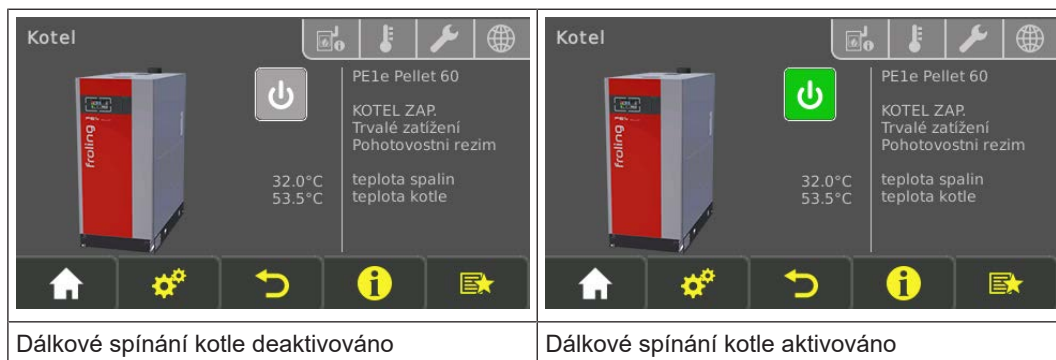 Kotel
PE1e Pellet 60
KOTEL ZAP.
Trvalé zatížení
Pohotovostni rezim
32.0°C teplota spalin
53.5°C teplota kotle
froling
Dálkové spínání kotle deaktivováno
Kotel
PE1e Pellet 60
KOTEL ZAP.
Trvalé zatížení
Pohotovostni rezim
32.0°C teplota spalin
53.5°C teplota kotle
froling
Dálkové spínání kotle aktivováno